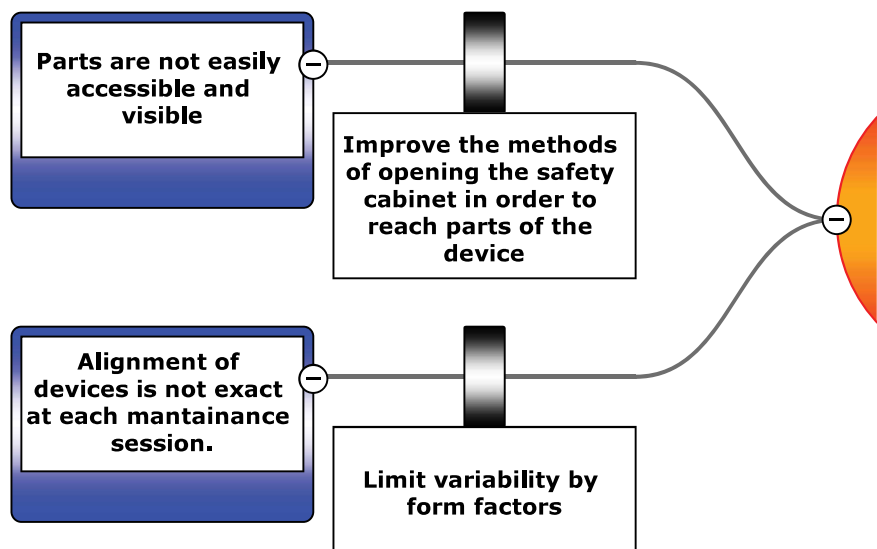 Parts are not easily
accessible and
visible
Improve the methods
of opening the safety
cabinet in order to
reach parts of the
device
Alignment of
devices is not exact
at each mantainance
session.
Limit variability by
form factors